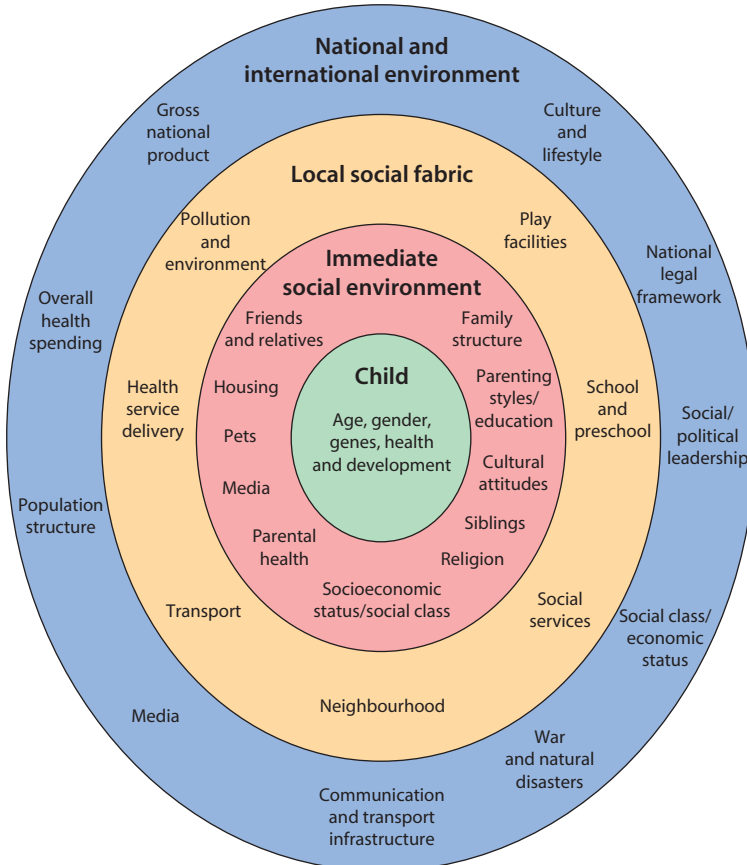 National and
international environment
Gross
national
product
Culture and
lifestyle
Local social fabric
Pollution
and
environment
Play
facilities
National
legal
framework
Immediate
social environment
Overall
health
spending
Friends
and relatives
Family
structure
Child
Age, gender,
genes, health
and development
Housing
Parenting
styles/
education
Health
service
delivery
School
and
preschool
Social/
political
leadership
Pets
Cultural
attitudes
Media
Population
structure
Siblings
Parental
health
Religion
Socioeconomic
status/social class
Transport
Social
services
Social class/
economic
status
Neighbourhood
Media
War
and natural
disasters
Communication
and transport
infrastructure